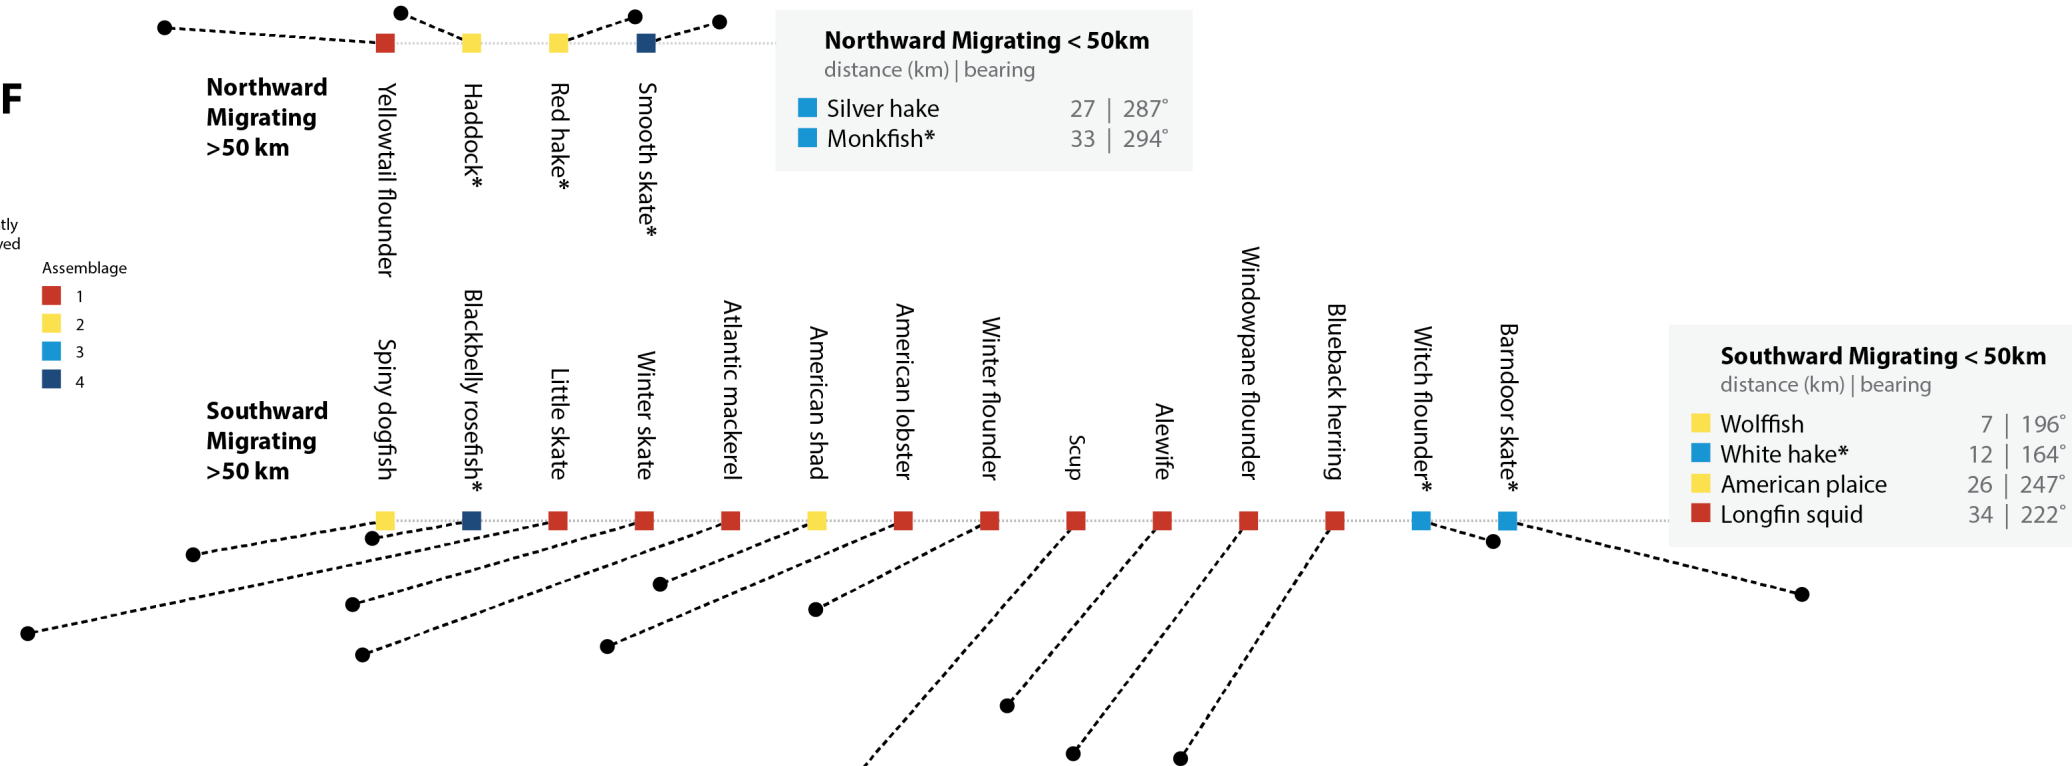 F
Northward
Migrating
>50 km
Yellowtail flounder
Haddock*
Red hake*
Smooth skate*
Northward Migrating < 50km
distance (km) | bearing
Silver hake 27 | 287°
Monkfish* 33 | 294°
tly
ved
Assemblage
1
2
3
4
Southward
Migrating
>50 km
Spiny dogfish
Blackbelly rosefish*
Little skate
Winter skate
Atlantic mackerel
American shad
American lobster
Winter flounder
Scup
Alewife
Windowpane flounder
Blueback herring
Witch flounder*
Barndoor skate*
Southward Migrating < 50km
distance (km) | bearing
Wolffish 7 | 196°
White hake* 12 | 164°
American plaice 26 | 247°
Longfin squid 34 | 222°